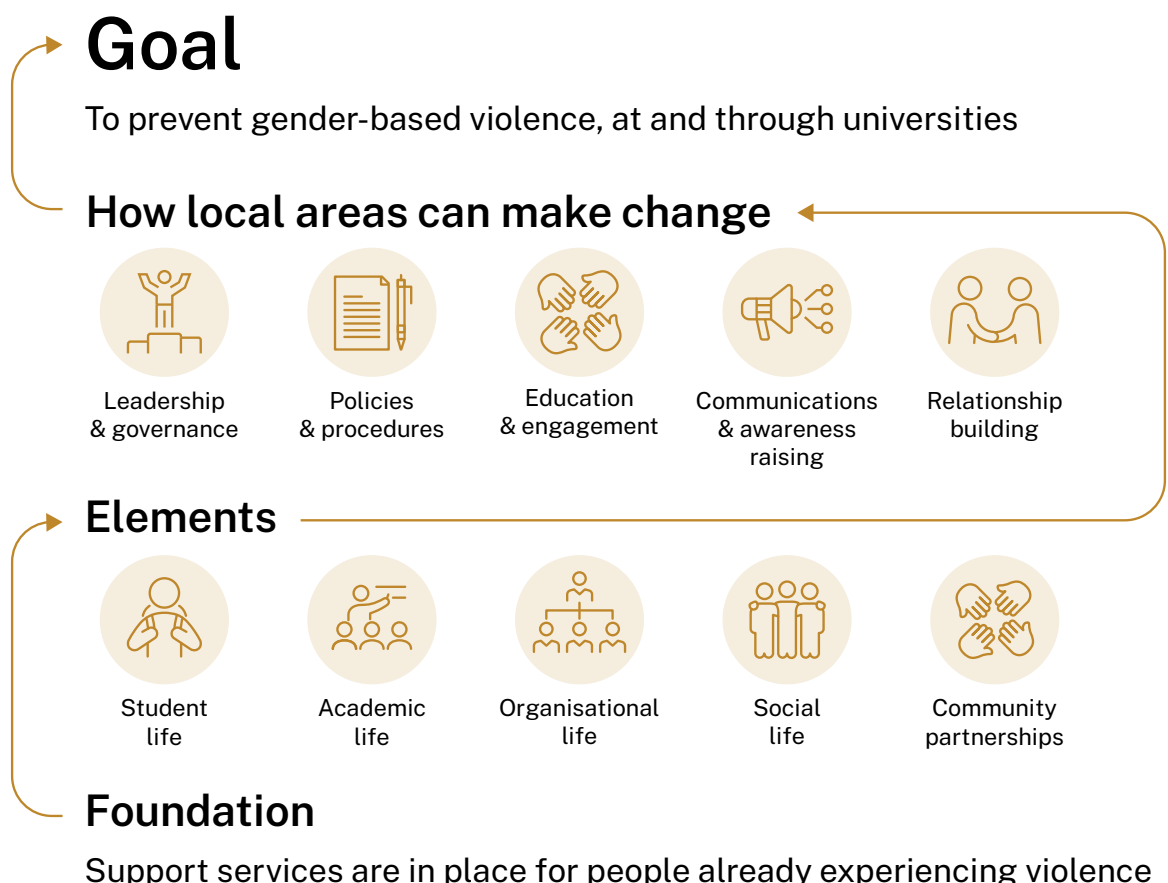 Goal
To prevent gender-based violence, at and through universities
How local areas can make change
Leadership
& governance
Policies
& procedures
Education
& engagement
Communications
& awareness
raising
Relationship
building
Elements
Student
life
Academic
life
Organisational
life
Social
life
Community
partnerships
Foundation
Support services are in place for people already experiencing violence